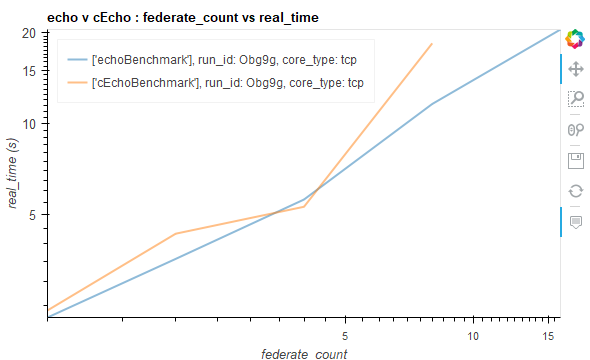 echo v cEcho : federate_count vs real_time
['echoBenchmark'], run_id: Obg9g, core_type: tcp
['cEchoBenchmark'], run_id: Obg9g, core_type: tcp
20
15
10
5
real_time (s)
5
10
15
federate_count